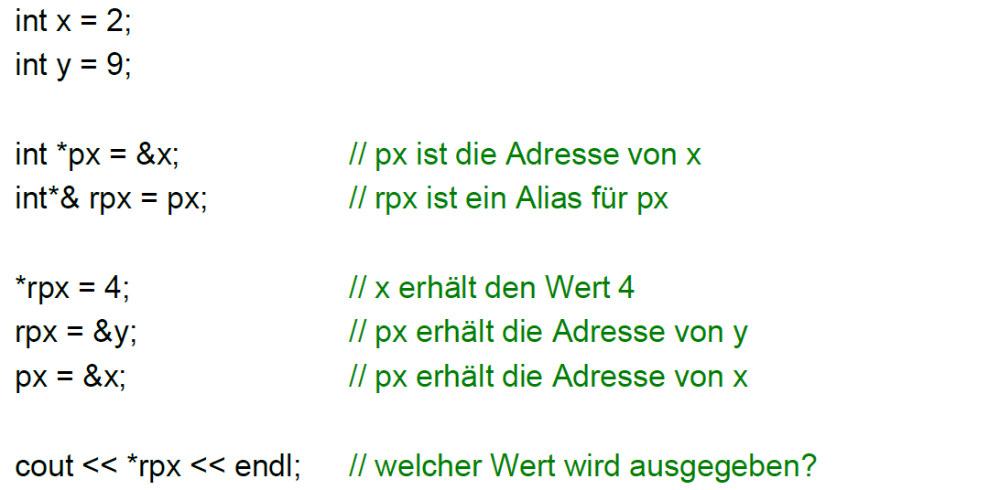 int x = 2;
int y = 9;
int *px = &x; // px ist die Adresse von x
int*& rpx = px; // rpx ist ein Alias für px
*rpx = 4; // x erhält den Wert 4
rpx = &y; // px erhält die Adresse von y
px = &x; // px erhält die Adresse von x
cout << *rpx << endl; // welcher Wert wird ausgegeben?